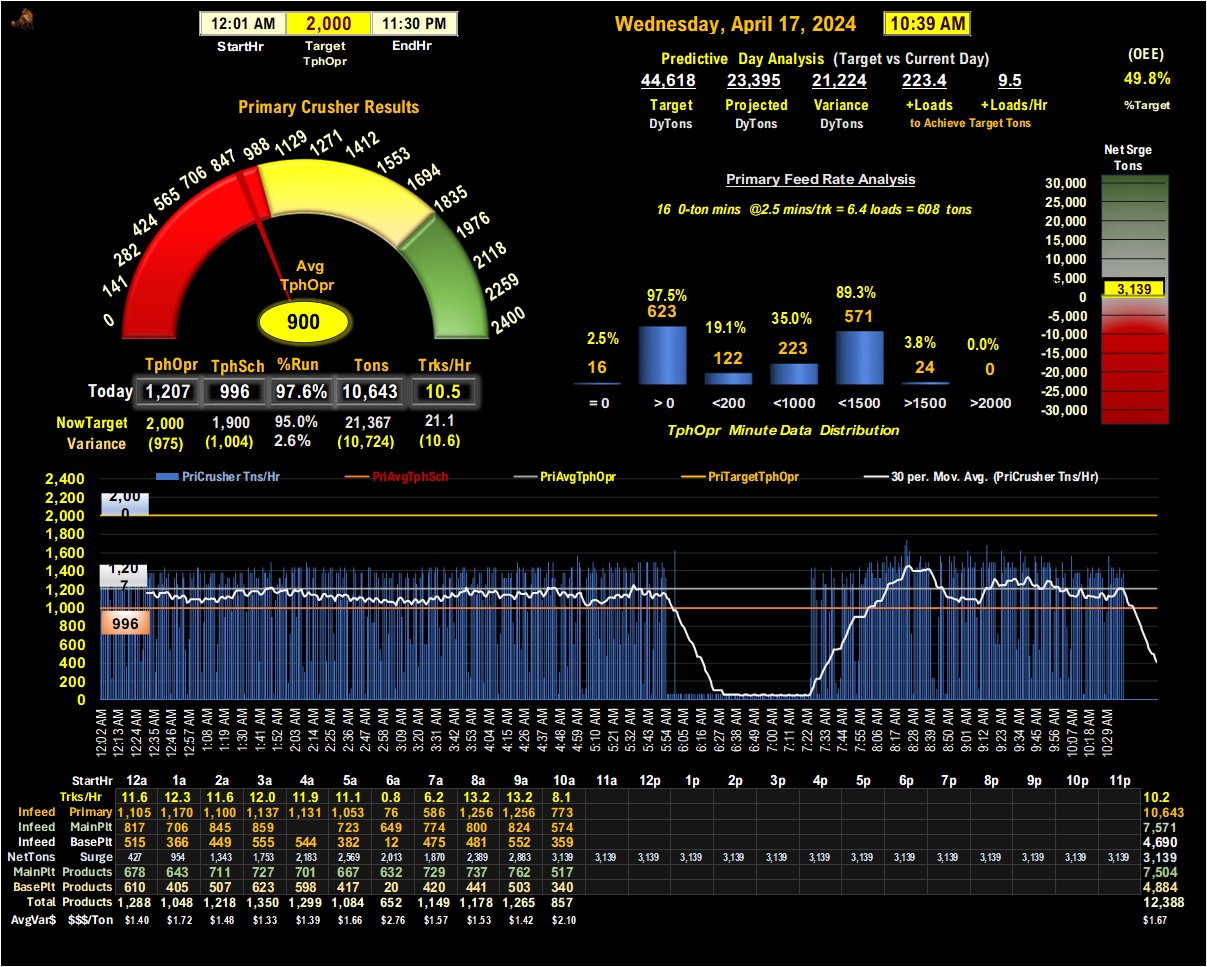 12:01 AM 2,000 11:30 PM
StartHr Target TphOpr EndHr
Wednesday, April 17, 2024 10:39 AM
Predictive Day Analysis (Target vs Current Day)
44,618 23,395 21,224 223.4 9.5
Target Projected Variance +Loads +Loads/Hr
DyTons DyTons DyTons to Achieve Target Tons
(OEE)
49.8%
%Target
Primary Crusher Results
0 141 282 424 565 706 847 988 1129 1271 1412 1553 1694 1835 1976 2118 2259 2400
Avg
TphOpr
900
TphOpr TphSch %Run Tons Trks/Hr
Today 1,207 996 97.6% 10,643 10.5
NowTarget 2,000 1,900 95.0% 21,367 21.1
Variance (975) (1,004) 2.6% (10,724) (10.6)
Primary Feed Rate Analysis
16 0-ton mins @2.5 mins/trk = 6.4 loads = 608 tons
2.5% 97.5% 19.1% 35.0% 89.3% 3.8% 0.0%
16 623 122 223 571 24 0
= 0 > 0 <200 <1000 <1500 >1500 >2000
TphOpr Minute Data Distribution
Net Srge
Tons
30,000
25,000
20,000
15,000
10,000
5,000
3,139
0
-5,000
-10,000
-15,000
-20,000
-25,000
-30,000
PriCrusher Tns/Hr PriAvgTphSch PriAvgTphOpr PriTargetTphOpr 30 per. Mov. Avg. (PriCrusher Tns/Hr)
2,400
2,200
2,000
1,800
1,600
1,400
1,200
1,000
800
600
400
200
0
2,00
0
1,20
7
996
12:02 AM 12:13 AM 12:24 AM 12:35 AM 12:46 AM 12:57 AM 1:08 AM 1:19 AM 1:30 AM 1:41 AM 1:52 AM 2:03 AM 2:14 AM 2:25 AM 2:36 AM 2:47 AM 2:58 AM 3:09 AM 3:20 AM 3:31 AM 3:42 AM 3:53 AM 4:04 AM 4:15 AM 4:26 AM 4:37 AM 4:48 AM 4:59 AM 5:10 AM 5:21 AM 5:32 AM 5:43 AM 5:54 AM 6:05 AM 6:16 AM 6:27 AM 6:38 AM 6:49 AM 7:00 AM 7:11 AM 7:22 AM 7:33 AM 7:44 AM 7:55 AM 8:06 AM 8:17 AM 8:28 AM 8:39 AM 8:50 AM 9:01 AM 9:12 AM 9:23 AM 9:34 AM 9:45 AM 9:56 AM 10:07 AM 10:18 AM 10:29 AM
StartHr 12a 1a 2a 3a 4a 5a 6a 7a 8a 9a 10a 11a 12p 1p 2p 3p 4p 5p 6p 7p 8p 9p 10p 11p
Trks/Hr 11.6 12.3 11.6 12.0 11.9 11.1 0.8 6.2 13.2 13.2 8.1 10.2
Infeed Primary 1,105 1,170 1,100 1,137 1,131 1,053 76 586 1,256 1,256 773 10,643
Infeed MainPlt 817 706 845 859 723 649 774 800 824 574 7,571
Infeed BasePlt 515 366 449 555 544 382 12 475 481 552 359 4,690
NetTons Surge 427 954 1,343 1,753 2,183 2,569 2,013 1,870 2,389 2,883 3,139 3,139 3,139 3,139 3,139 3,139 3,139 3,139 3,139 3,139 3,139 3,139 3,139 3,139 3,139
MainPlt Products 678 643 711 727 701 667 632 729 737 762 517 7,504
BasePlt Products 610 405 507 623 598 417 20 420 441 503 340 4,884
Total Products 1,288 1,048 1,218 1,350 1,299 1,084 652 1,149 1,178 1,265 857 12,388
AvgVar$ $$$/Ton $1.40 $1.72 $1.48 $1.33 $1.39 $1.66 $2.76 $1.57 $1.53 $1.42 $2.10 $1.67